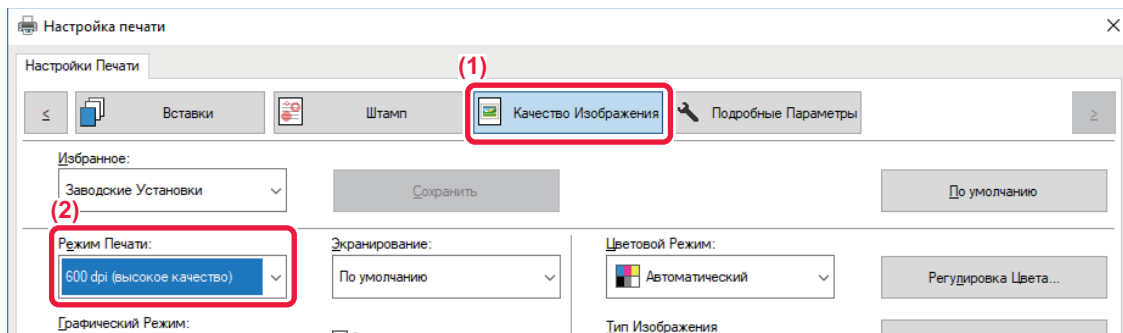 Настройка печати
Настройки Печати
(1)
< Вставки Штамп Качество Изображения Подробные Параметры >
Избранное:
Заводские Установки Сохранить По умолчанию
(2)
Режим Печати: Экранирование: Цветовой Режим:
600 dpi (высокое качество) По умолчанию Автоматический Регулировка Цвета...
Графический Режим: Тип Изображения